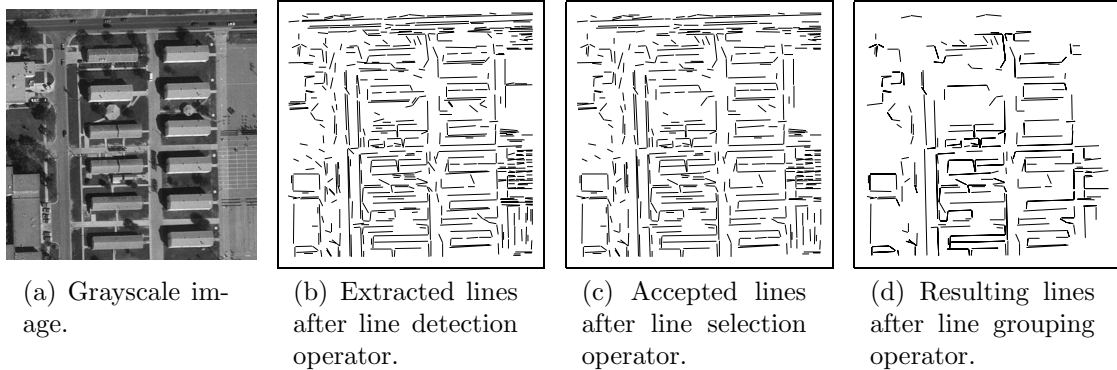 (a) Grayscale im-
age.
(b) Extracted lines
after line detection
operator.
(c) Accepted lines
after line selection
operator.
(d) Resulting lines
after line grouping
operator.